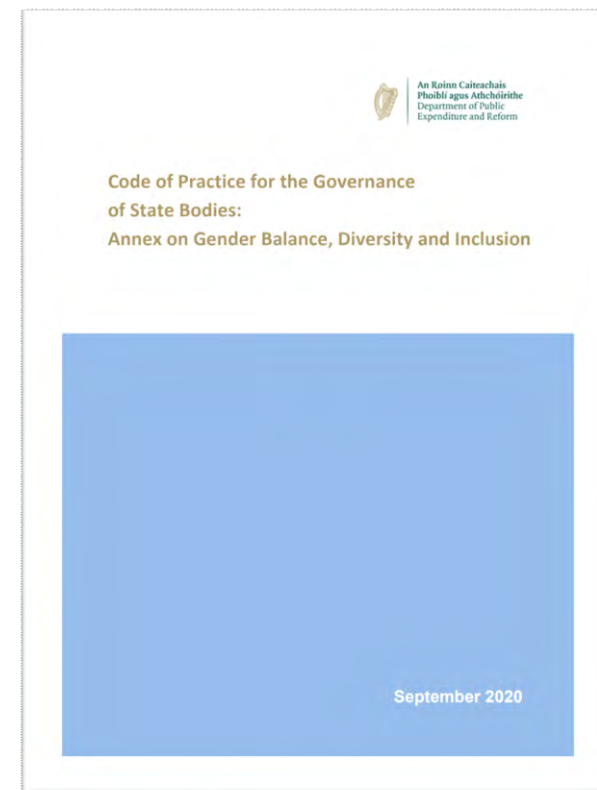 An Roinn Caiteachais
Phoiblí agus Athchóirithe
Department of Public
Expenditure and Reform
Code of Practice for the Governance
of State Bodies:
Annex on Gender Balance, Diversity and Inclusion
September 2020